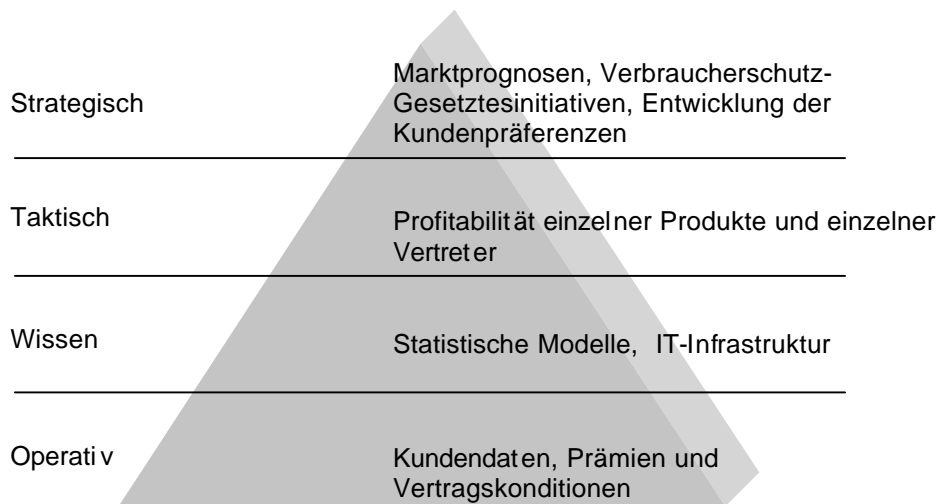 Strategisch
Marktprognosen, Verbraucherschutz-
Gesetztesinitiativen, Entwicklung der
Kundenpräferenzen
Taktisch
Profitabilität einzelner Produkte und einzelner
Vertreter
Wissen
Statistische Modelle, IT-Infrastruktur
Operativ
Kundendaten, Prämien und
Vertragskonditionen